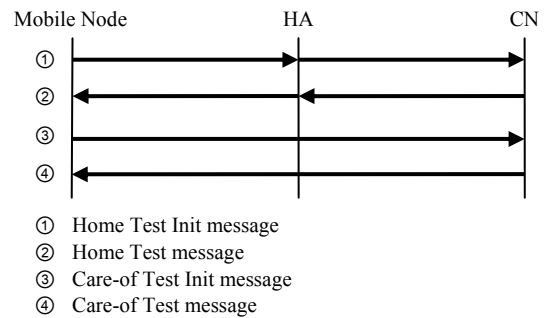 Mobile Node HA CN
①
②
③
④
① Home Test Init message
② Home Test message
③ Care-of Test Init message
④ Care-of Test message